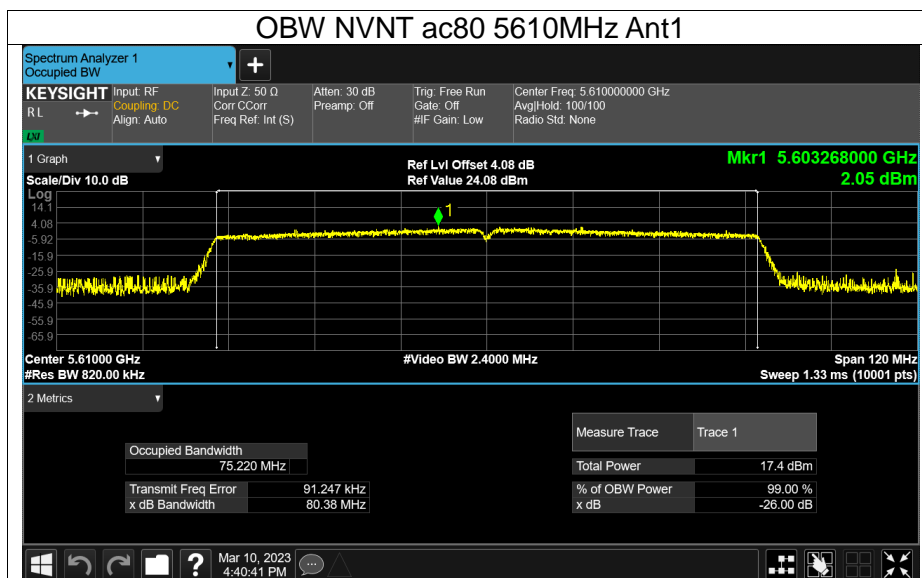 OBW NVNT ac80 5610MHz Ant1
Spectrum Analyzer 1
Occupied BW
+
KEYSIGHT
R L
LXI
Input: RF
Coupling: DC
Align: Auto
Input Z: 50 Ω
Corr CCorr
Freq Ref: Int (S)
Atten: 30 dB
Preamp: Off
Trig: Free Run
Gate: Off
#IF Gain: Low
Center Freq: 5.610000000 GHz
Avg|Hold: 100/100
Radio Std: None
1 Graph
Scale/Div 10.0 dB
Ref Lvl Offset 4.08 dB
Ref Value 24.08 dBm
Mkr1 5.603268000 GHz
2.05 dBm
Log
14.1
4.08
-5.92
-15.9
-25.9
-35.9
-45.9
-55.9
-65.9
1
Center 5.61000 GHz
#Res BW 820.00 kHz
#Video BW 2.4000 MHz
Span 120 MHz
Sweep 1.33 ms (10001 pts)
2 Metrics
Measure Trace Trace 1
Occupied Bandwidth
75.220 MHz
Total Power 17.4 dBm
Transmit Freq Error 91.247 kHz
% of OBW Power 99.00 %
x dB Bandwidth 80.38 MHz
x dB -26.00 dB
?
Mar 10, 2023
4:40:41 PM